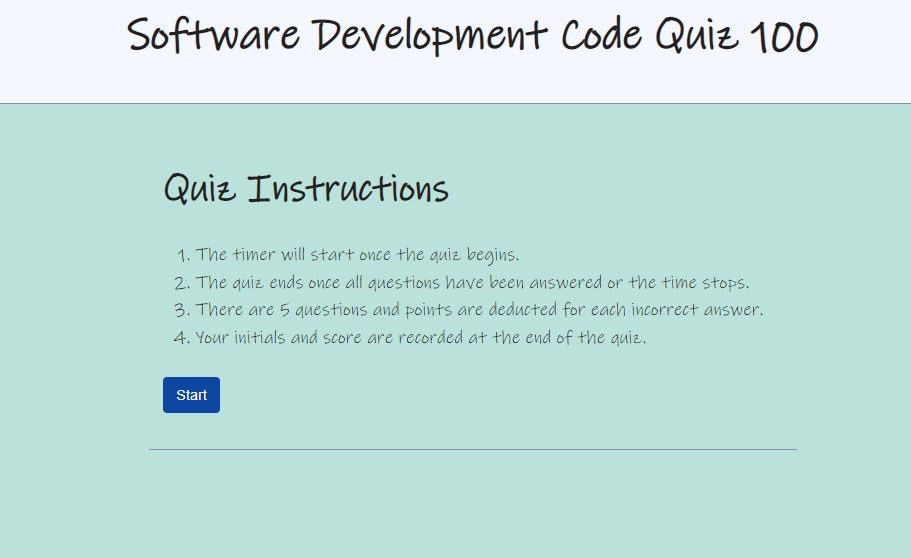 Software Development Code Quiz 100
Quiz Instructions
1. The timer will start once the quiz begins.
2. The quiz ends once all questions have been answered or the time stops.
3. There are 5 questions and points are deducted for each incorrect answer.
4. Your initials and score are recorded at the end of the quiz.
Start